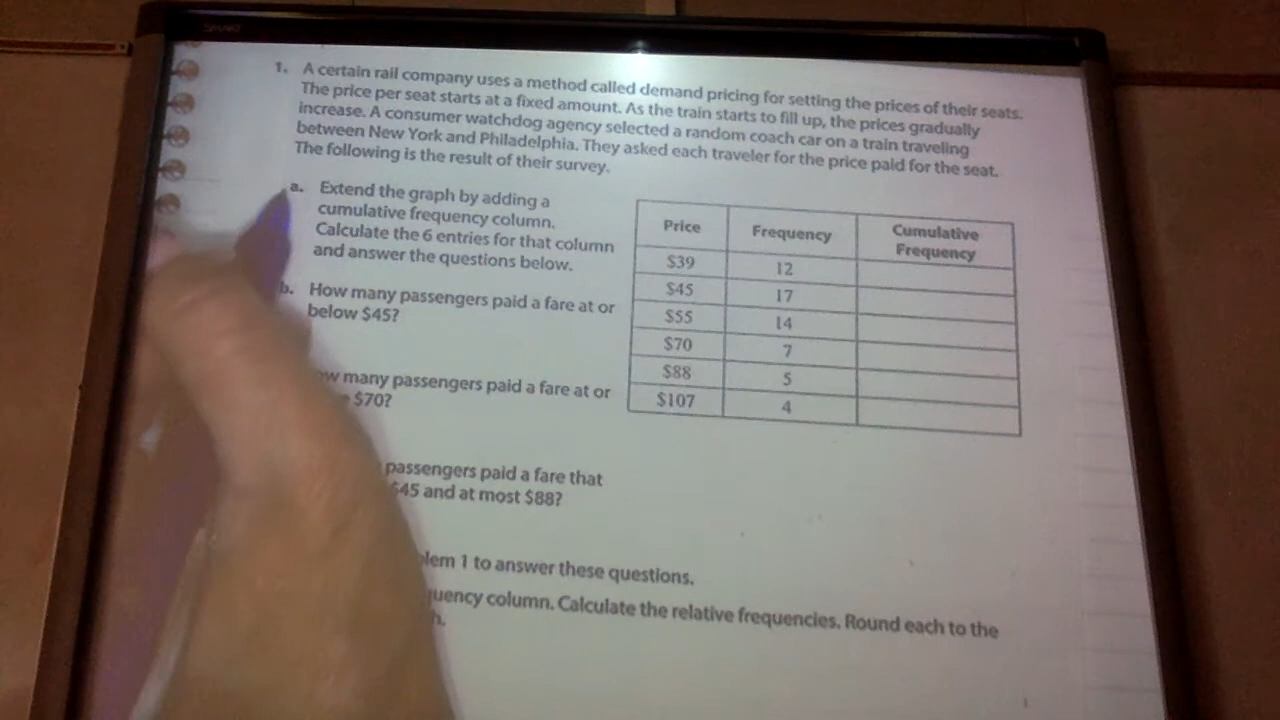 1. A certain rail company uses a method called demand pricing for setting the prices of their seats.
The price per seat starts at a fixed amount. As the train starts to fill up, the prices gradually
increase. A consumer watchdog agency selected a random coach car on a train traveling
between New York and Philadelphia. They asked each traveler for the price paid for the seat.
The following is the result of their survey.
a. Extend the graph by adding a
cumulative frequency column.
Calculate the 6 entries for that column
and answer the questions below.
b. How many passengers paid a fare at or
below $45?
many passengers paid a fare at or
$70?
passengers paid a fare that
$45 and at most $88?
Price Frequency Cumulative
Frequency
$39 12
$45 17
$55 14
$70 7
$88 5
$107 4
1 to answer these questions.
column. Calculate the relative frequencies. Round each to the